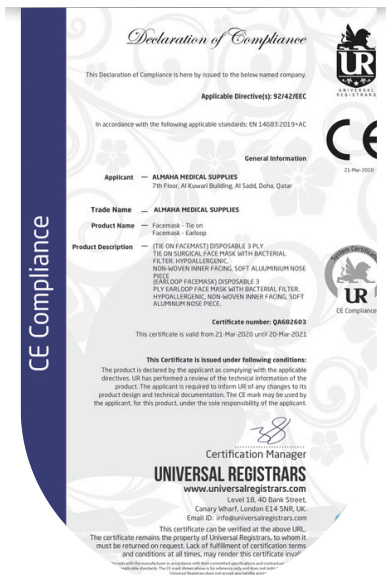 Declaration of Compliance
UR
UNIVERSAL
REGISTRARS
This Declaration of Compliance is here by issued to the below named company.
Applicable Directive(s): 92/42/EEC
In accordance with the following applicable standards: EN 14683:2019+AC
CE
21-Mar-2020
General Information
Applicant — ALMAHA MEDICAL SUPPLIES
7th Floor, Al Kuwari Building, Al Sadd, Doha, Qatar
Trade Name — ALMAHA MEDICAL SUPPLIES
Product Name — Facemask - Tie on
Facemask - Earloop
Product Description — (TIE ON FACEMAST) DISPOSABLE 3 PLY
TIE ON SURGICAL FACE MASK WITH BACTERIAL
FILTER. HYPOALLERGENIC,
NON-WOVEN INNER FACING, SOFT ALIUMINIUM NOSE
PIECE
(EARLOOP FACEMASK) DISPOSABLE 3
PLY EARLOOP FACE MASK WITH BACTERIAL FILTER.
HYPOALLERGENIC, NON-WOVEN INNER FACING, SOFT
ALUMINUM NOSE PIECE.
System Certification
UR
CE Compliance
CE Compliance
Certificate number: QA682603
This certificate is valid from 21-Mar-2020 until 20-Mar-2021
This Certificate is issued under following conditions:
The product is declared by the applicant as complying with the applicable
directives. UR has performed a review of the technical information of the
product. The applicant is required to inform UR of any changes to its
product design and technical documentation. The CE mark may be used by
the applicant, for this product, under the sole responsibility of the applicant.
Certification Manager
UNIVERSAL REGISTRARS
www.universalregistrars.com
Level 18, 40 Bank Street,
Canary Wharf, London E14 5NR, UK.
Email ID: info@universalregistrars.com
This certificate can be verified at the above URL.
The certificate remains the property of Universal Registrars, to whom it
must be returned on request. Lack of fulfillment of certification terms
and conditions at all times, may render this certificate